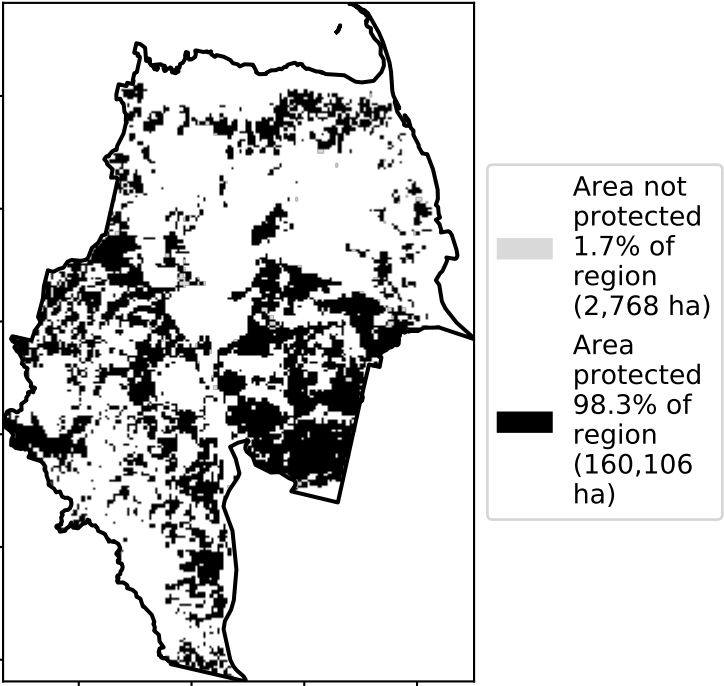 Area not
protected
1.7% of
region
(2,768 ha)
Area
protected
98.3% of
region
(160,106
ha)